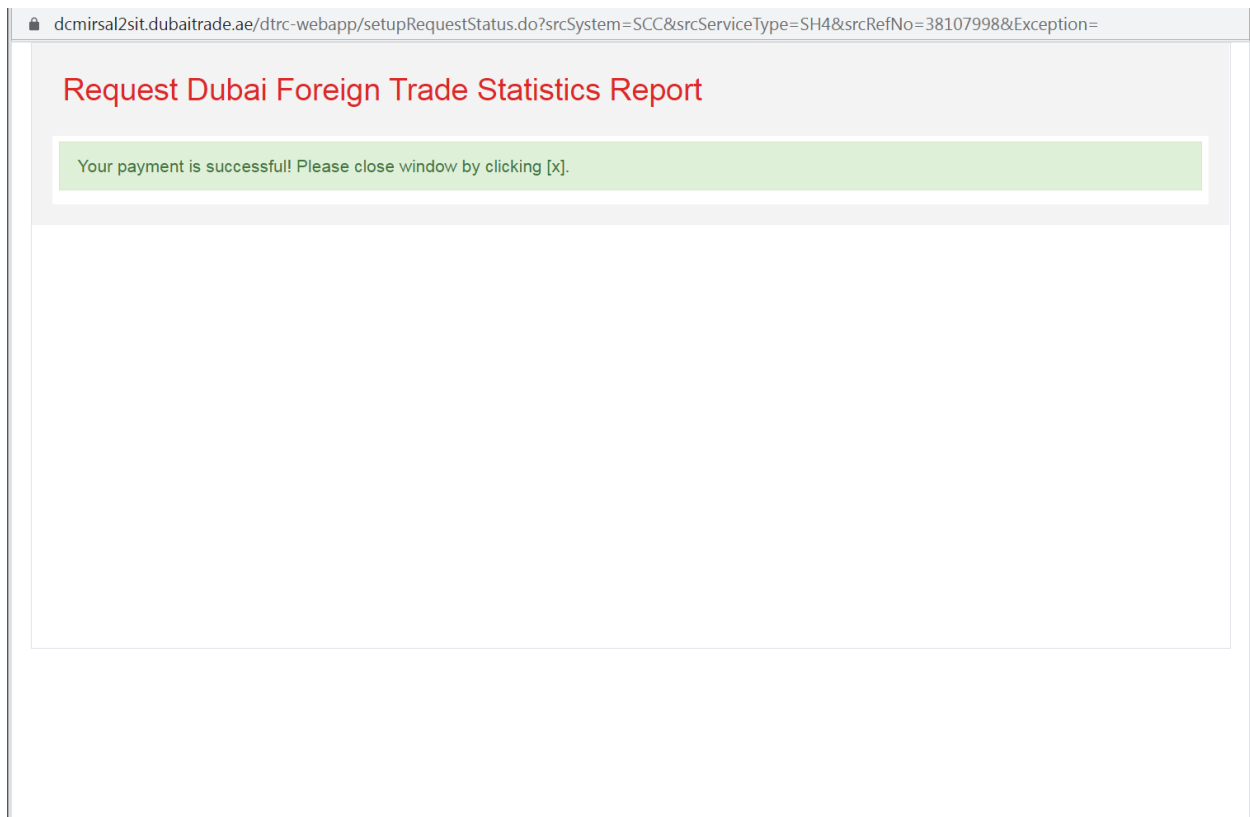 dcmirsal2sit.dubaitrade.ae/dtrc-webapp/setupRequestStatus.do?srcSystem=SCC&srcServiceType=SH4&srcRefNo=38107998&Exception=
Request Dubai Foreign Trade Statistics Report
Your payment is successful! Please close window by clicking [x].